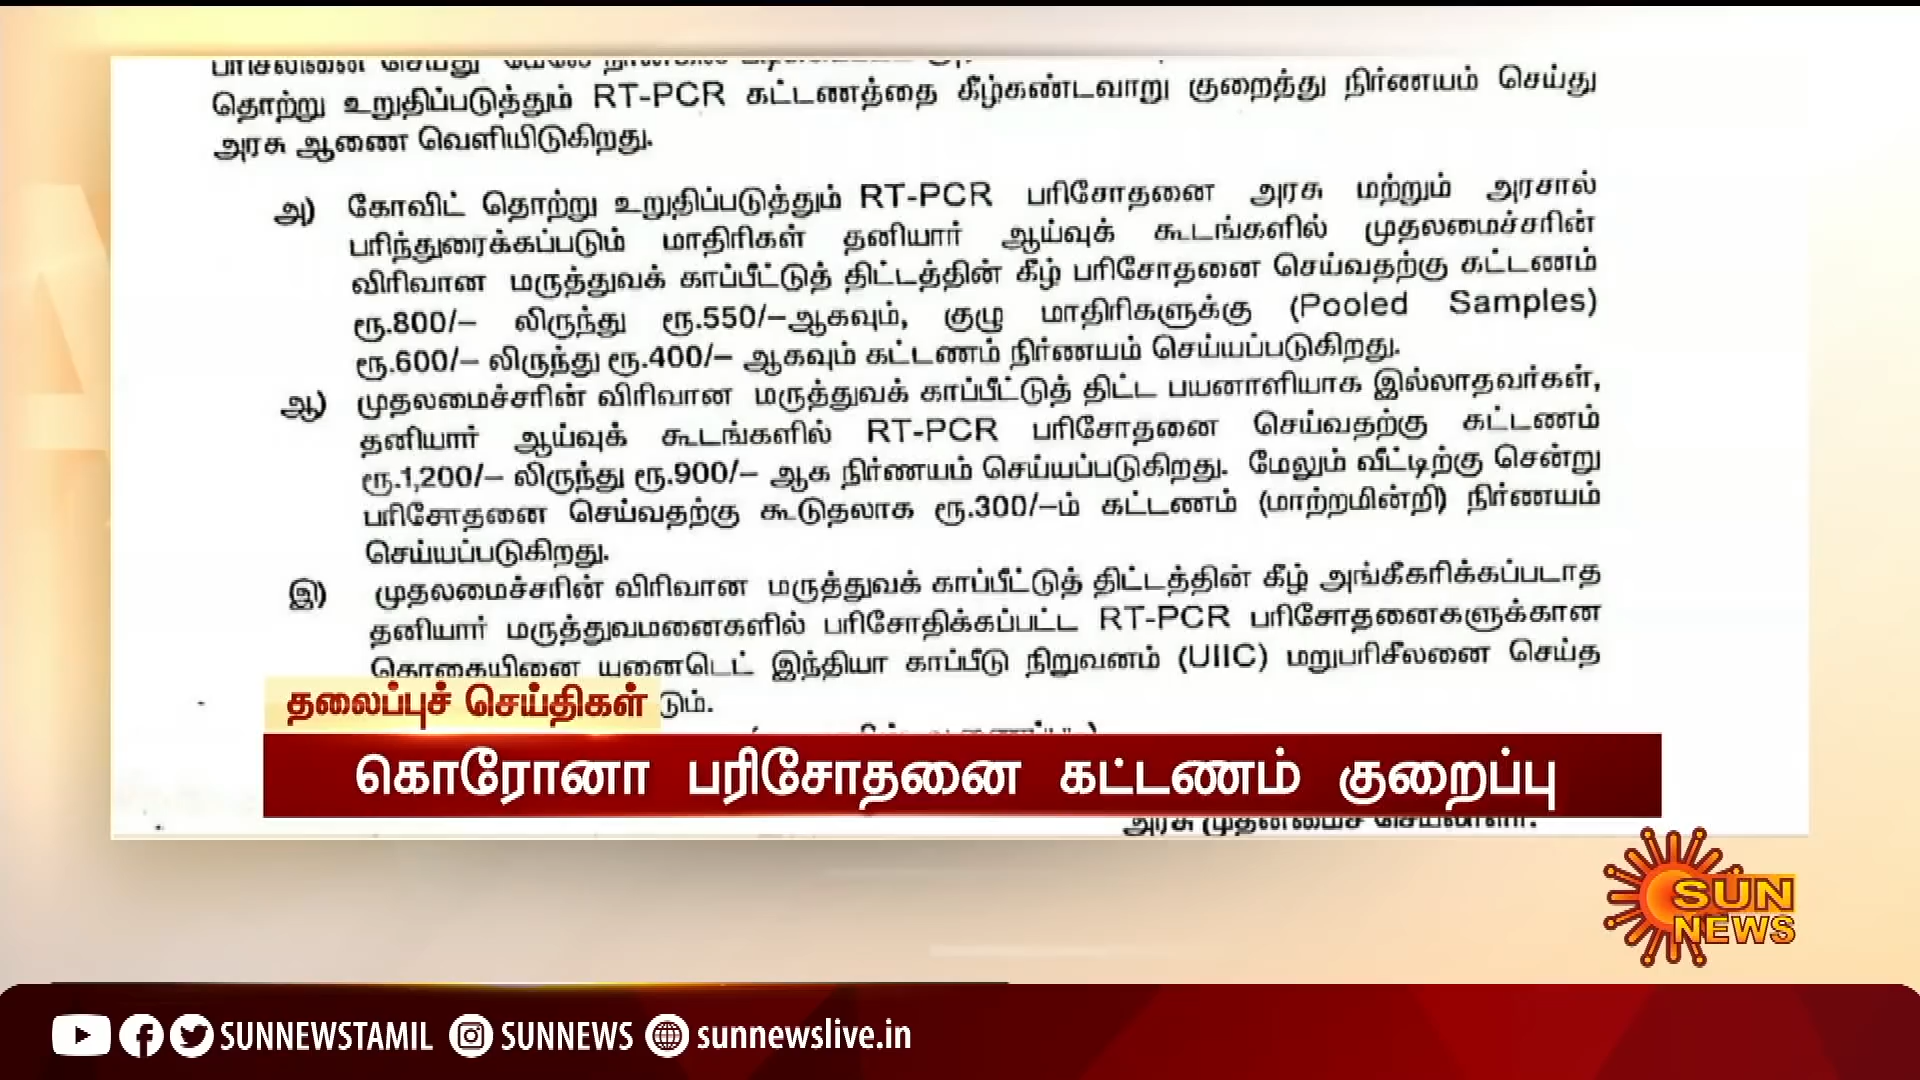 தொற்று உறுதிப்படுத்தும் RT-PCR கட்டணத்தை கீழ்கண்டவாறு குறைத்து நிர்ணயம் செய்து
அரசு ஆணை வெளியிடுகிறது.
அ) கோவிட் தொற்று உறுதிப்படுத்தும் RT-PCR பரிசோதனை அரசு மற்றும் அரசால்
பரிந்துரைக்கப்படும் மாதிரிகள் தனியார் ஆய்வுக் கூடங்களில் முதலமைச்சரின்
விரிவான மருத்துவக் காப்பீட்டுத் திட்டத்தின் கீழ் பரிசோதனை செய்வதற்கு கட்டணம்
ரூ.800/– லிருந்து ரூ.550/–ஆகவும், குழு மாதிரிகளுக்கு (Pooled Samples)
ரூ.600/– லிருந்து ரூ.400/– ஆகவும் கட்டணம் நிர்ணயம் செய்யப்படுகிறது.
ஆ) முதலமைச்சரின் விரிவான மருத்துவக் காப்பீட்டுத் திட்ட பயனாளியாக இல்லாதவர்கள்,
தனியார் ஆய்வுக் கூடங்களில் RT-PCR பரிசோதனை செய்வதற்கு கட்டணம்
ரூ.1,200/– லிருந்து ரூ.900/– ஆக நிர்ணயம் செய்யப்படுகிறது. மேலும் வீட்டிற்கு சென்று
பரிசோதனை செய்வதற்கு கூடுதலாக ரூ.300/–ம் கட்டணம் (மாற்றமின்றி) நிர்ணயம்
செய்யப்படுகிறது.
இ) முதலமைச்சரின் விரிவான மருத்துவக் காப்பீட்டுத் திட்டத்தின் கீழ் அங்கீகரிக்கப்படாத
தனியார் மருத்துவமனைகளில் பரிசோதிக்கப்பட்ட RT-PCR பரிசோதனைகளுக்கான
தொகையினை யுனைடெட் இந்தியா காப்பீடு நிறுவனம் (UIIC) மறுபரிசீலனை செய்த
டும்.
தலைப்புச் செய்திகள்
கொரோனா பரிசோதனை கட்டணம் குறைப்பு
அரசு முதன்மைச் செயலாளர்.
SUN
NEWS
SUNNEWSTAMIL SUNNEWS sunnewslive.in